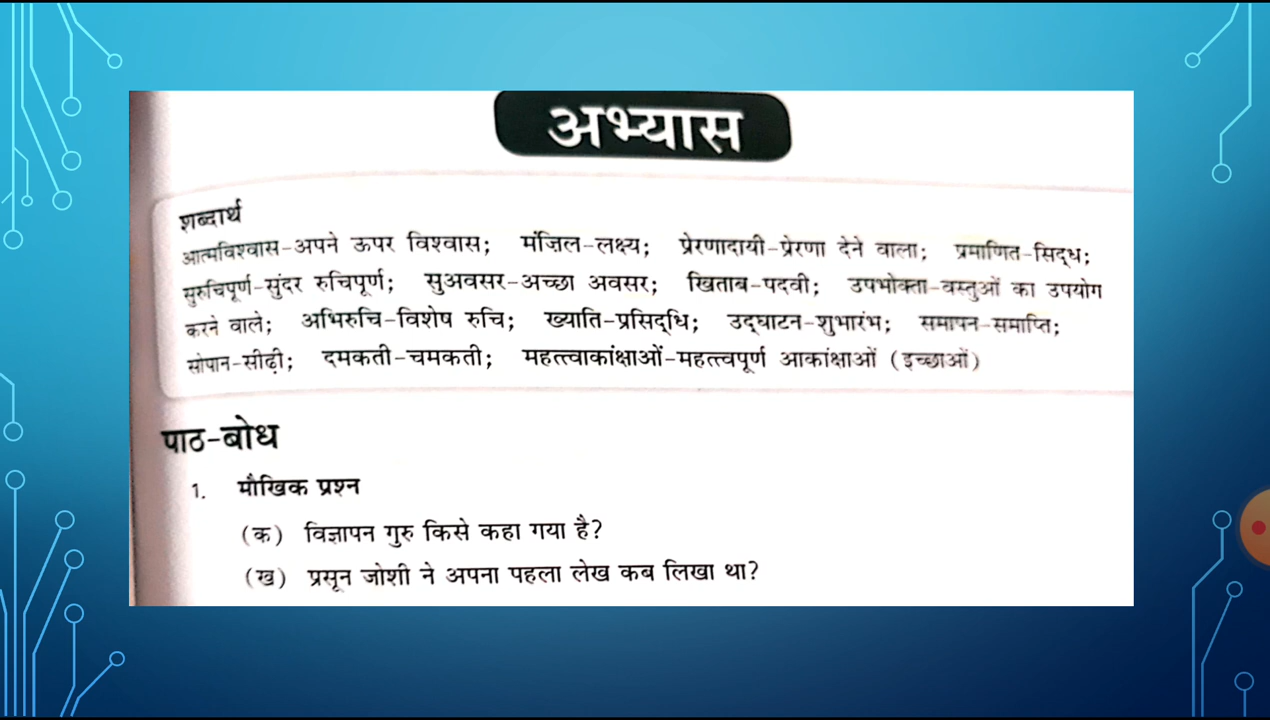 अभ्यास
शब्दार्थ
आत्मविश्वास-अपने ऊपर विश्वास; मंज़िल-लक्ष्य; प्रेरणादायी-प्रेरणा देने वाला; प्रमाणित-सिद्ध;
सुरुचिपूर्ण-सुंदर रुचिपूर्ण; सुअवसर-अच्छा अवसर; खिताब-पदवी; उपभोक्ता-वस्तुओं का उपयोग
करने वाले; अभिरुचि-विशेष रुचि; ख्याति-प्रसिद्धि; उद्घाटन-शुभारंभ; समापन-समाप्ति;
सोपान-सीढ़ी; दमकती-चमकती; महत्त्वाकांक्षाओं-महत्त्वपूर्ण आकांक्षाओं (इच्छाओं)
पाठ-बोध
1. मौखिक प्रश्न
(क) विज्ञापन गुरु किसे कहा गया है?
(ख) प्रसून जोशी ने अपना पहला लेख कब लिखा था?